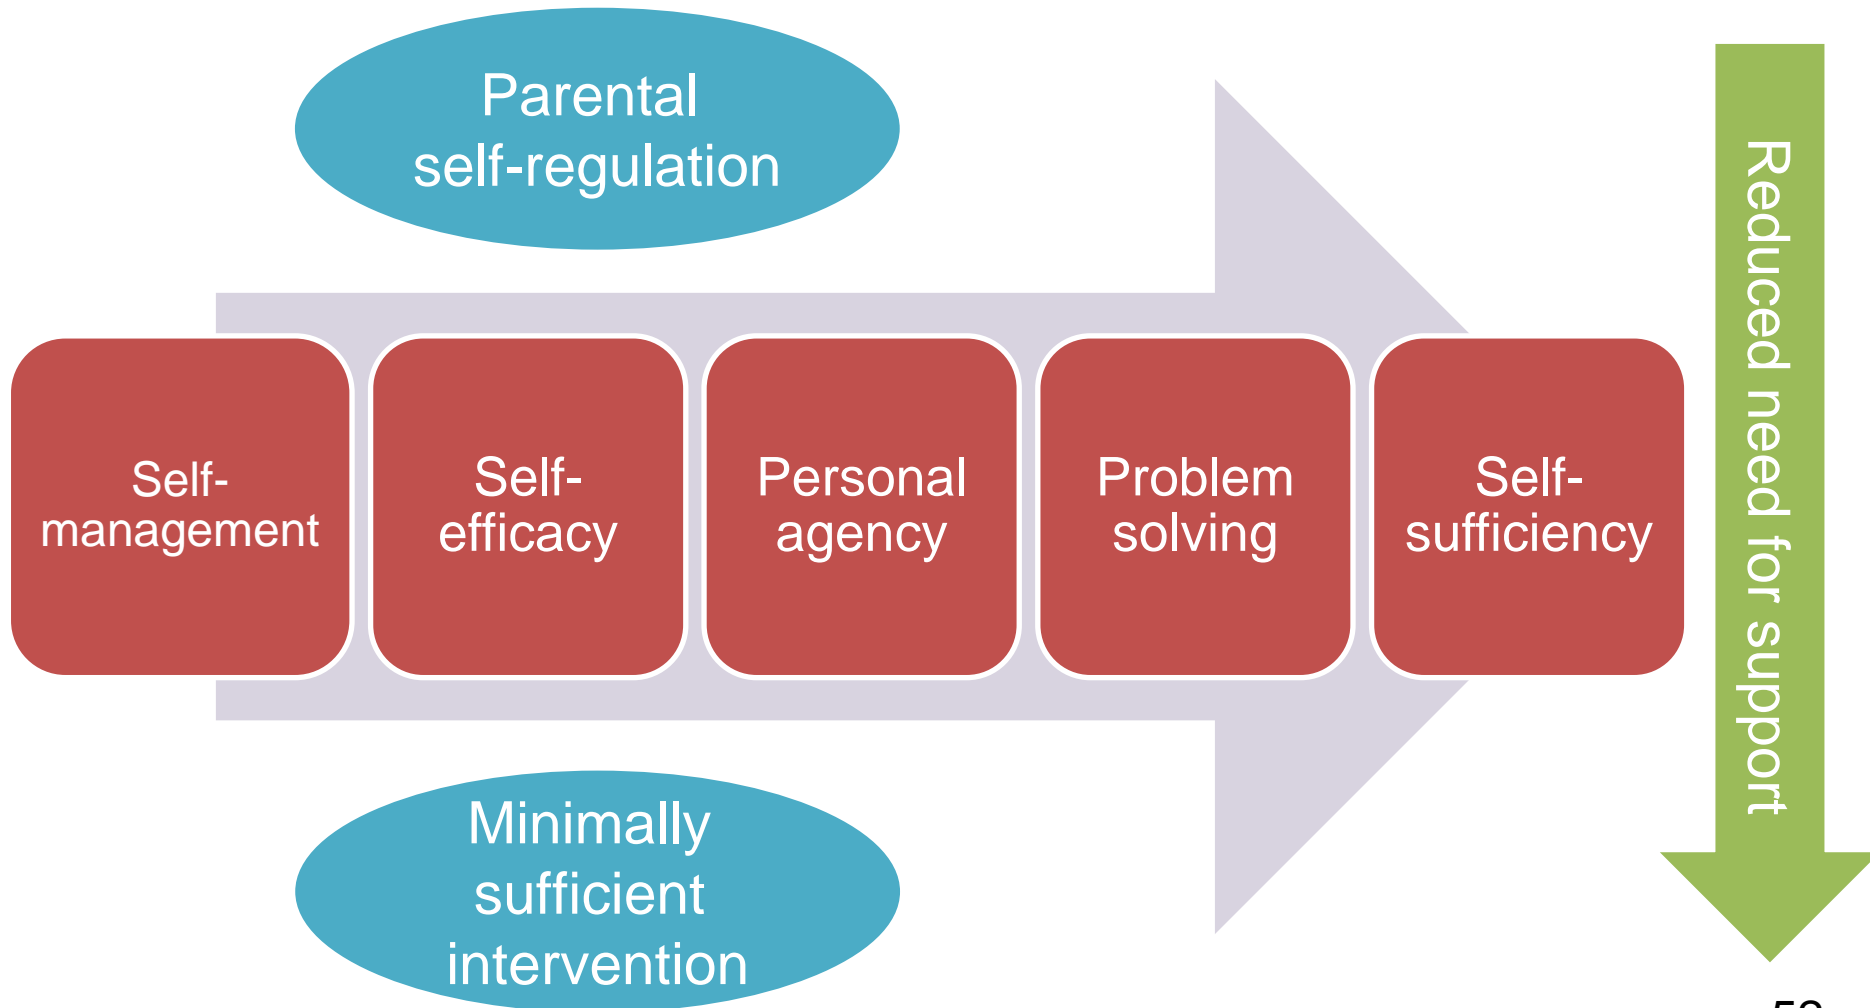 Parental
self-regulation
Self-
management
Self-
efficacy
Personal
agency
Problem
solving
Self-
sufficiency
Reduced need for support
Minimally
sufficient
intervention